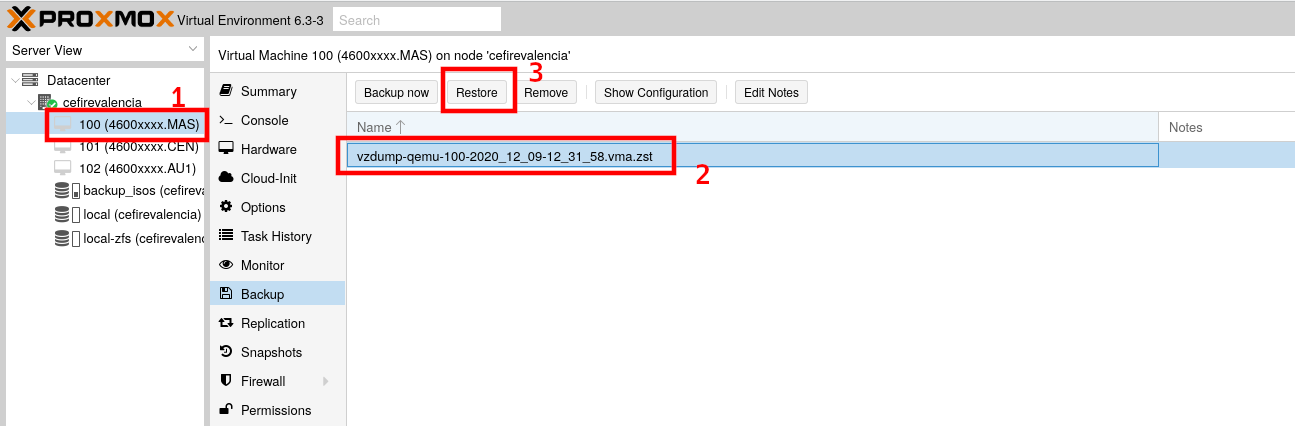 PROXMOX Virtual Environment 6.3-3 Search
Server View
Datacenter
cefirevalencia
1
100 (4600xxxx.MAS)
101 (4600xxxx.CEN)
102 (4600xxxx.AU1)
backup_isos (cefireva
local (cefirevalencia)
local-zfs (cefirevalenc
Virtual Machine 100 (4600xxxx.MAS) on node 'cefirevalencia'
Summary
Console
Hardware
Cloud-Init
Options
Task History
Monitor
Backup
Replication
Snapshots
Firewall
Permissions
3
Backup now Restore Remove Show Configuration Edit Notes
Name Notes
vzdump-qemu-100-2020_12_09-12_31_58.vma.zst
2